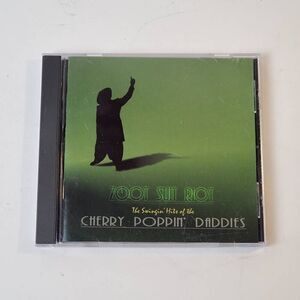 ZOOT SUIT RIOT
The Swingin' Hits of the
CHERRY POPPIN' DADDIES